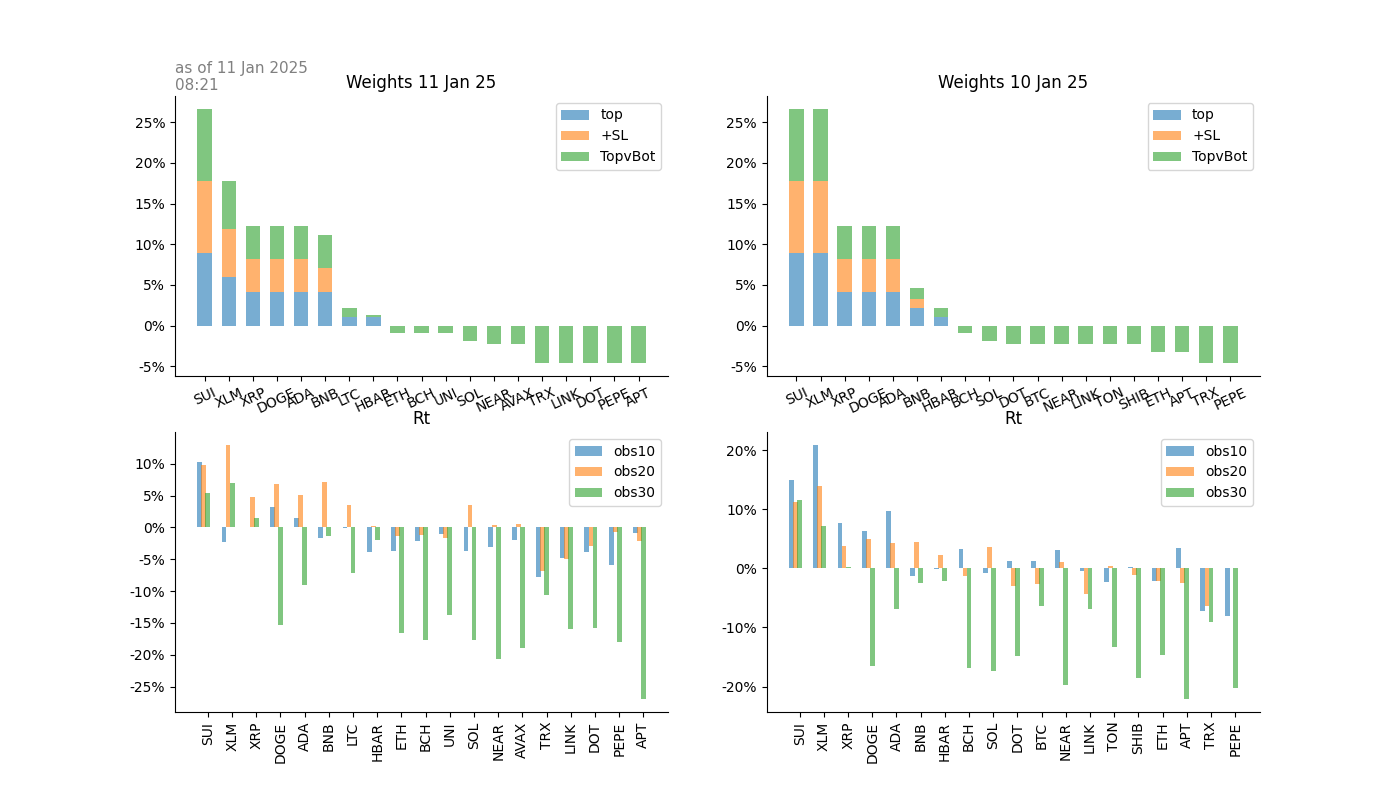 as of 11 Jan 2025
08:21
Weights 11 Jan 25
25%
20%
15%
10%
5%
0%
-5%
top
+SL
TopvBot
SUI XLM XRP DOGE ADA BNB LTC HBAR ETH BCH UNI SOL NEAR AVAX TRX LINK DOT PEPE APT
Weights 10 Jan 25
25%
20%
15%
10%
5%
0%
-5%
top
+SL
TopvBot
SUI XLM XRP DOGE ADA BNB HBAR BCH SOL DOT BTC NEAR LINK TON SHIB ETH APT TRX PEPE
Rt
10%
5%
0%
-5%
-10%
-15%
-20%
-25%
obs10
obs20
obs30
SUI XLM XRP DOGE ADA BNB LTC HBAR ETH BCH UNI SOL NEAR AVAX TRX LINK DOT PEPE APT
Rt
20%
10%
0%
-10%
-20%
obs10
obs20
obs30
SUI XLM XRP DOGE ADA BNB HBAR BCH SOL DOT BTC NEAR LINK TON SHIB ETH APT TRX PEPE